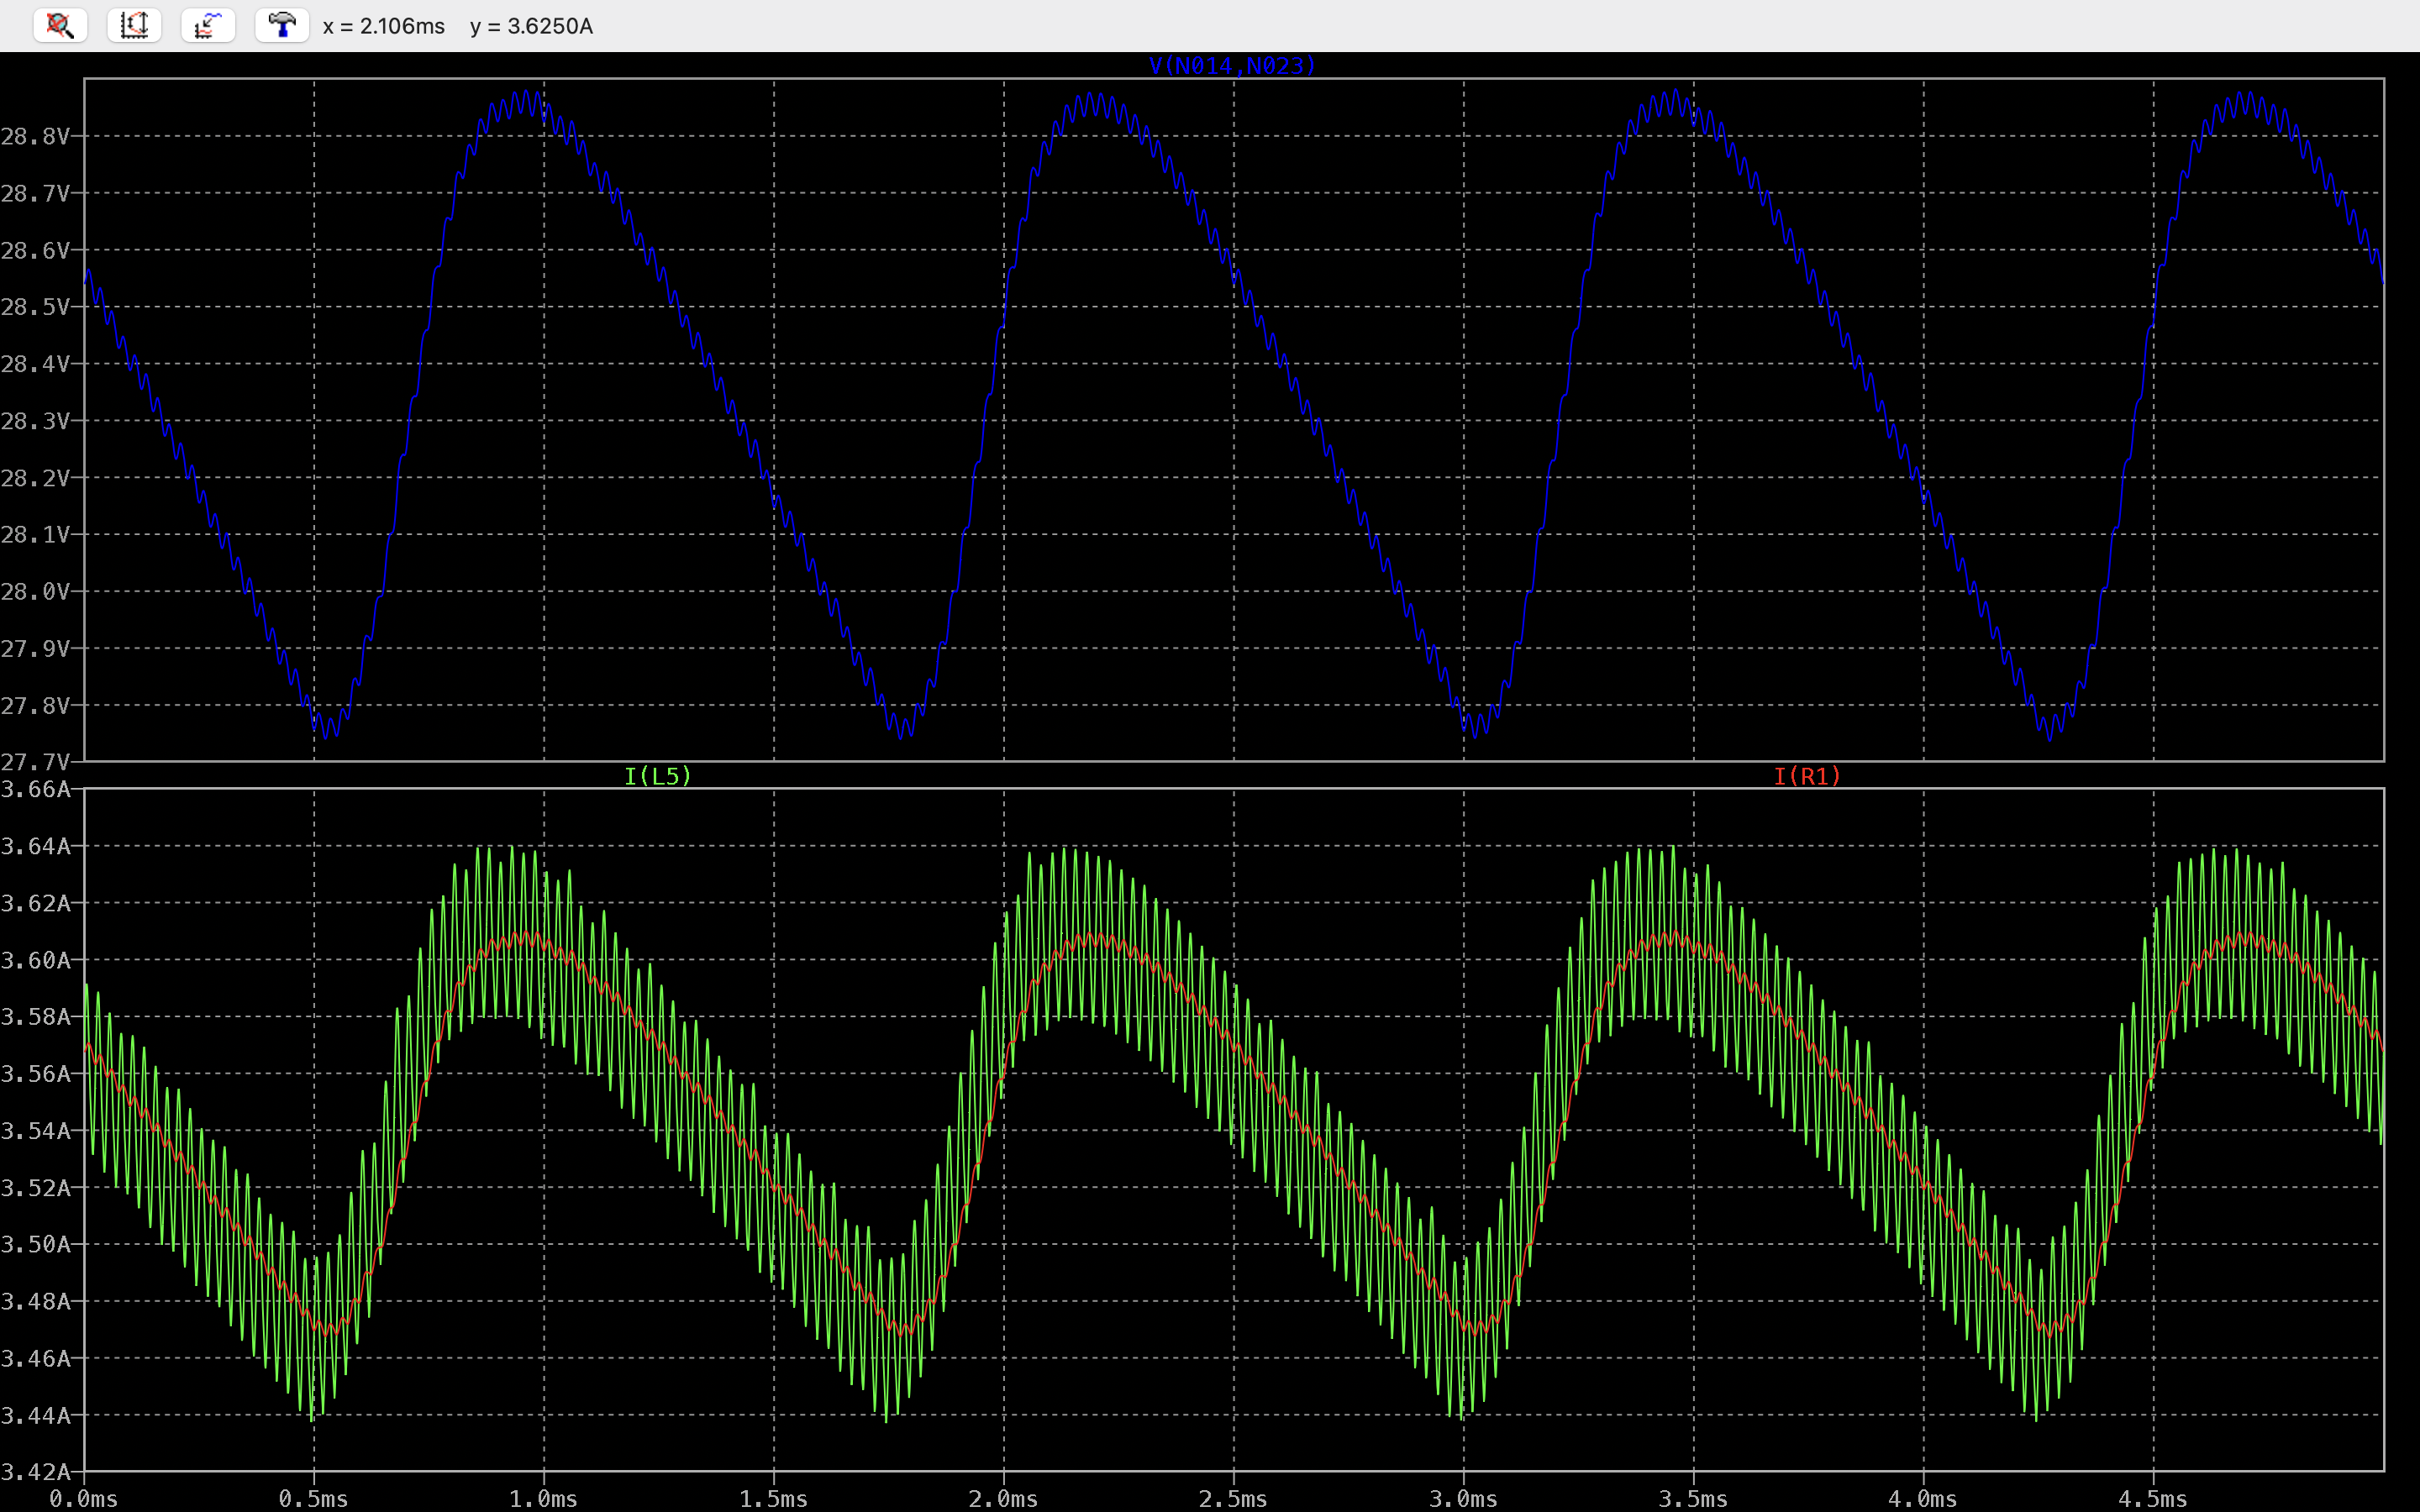 x = 2.106ms y = 3.6250A
V(N014,N023)
28.8V
28.7V
28.6V
28.5V
28.4V
28.3V
28.2V
28.1V
28.0V
27.9V
27.8V
27.7V
I(L5) I(R1)
3.66A
3.64A
3.62A
3.60A
3.58A
3.56A
3.54A
3.52A
3.50A
3.48A
3.46A
3.44A
3.42A
0.0ms 0.5ms 1.0ms 1.5ms 2.0ms 2.5ms 3.0ms 3.5ms 4.0ms 4.5ms